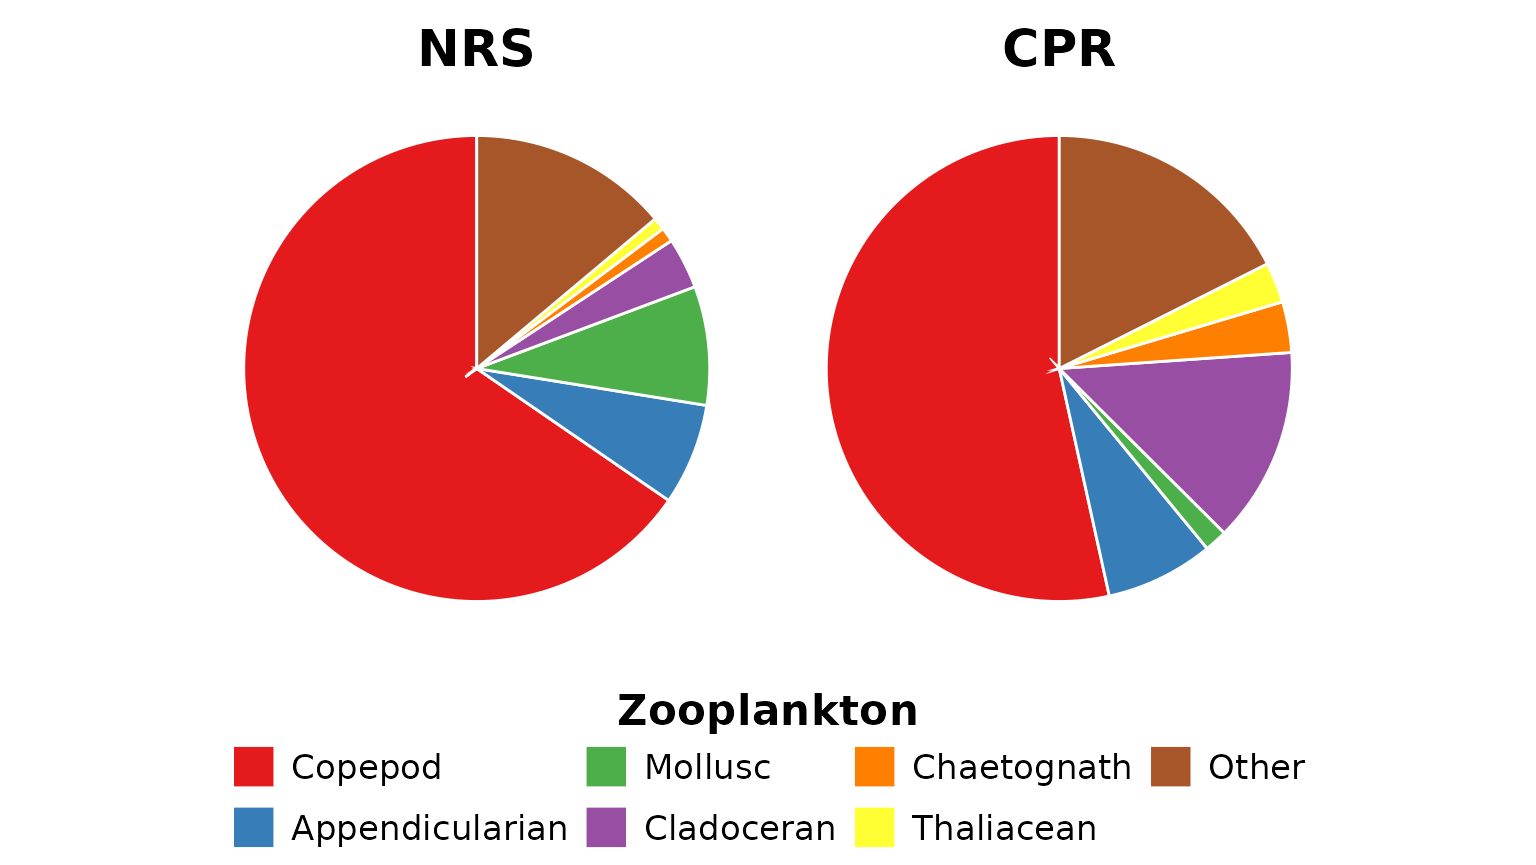 NRS CPR
Zooplankton
Copepod Mollusc Chaetognath Other
Appendicularian Cladoceran Thaliacean